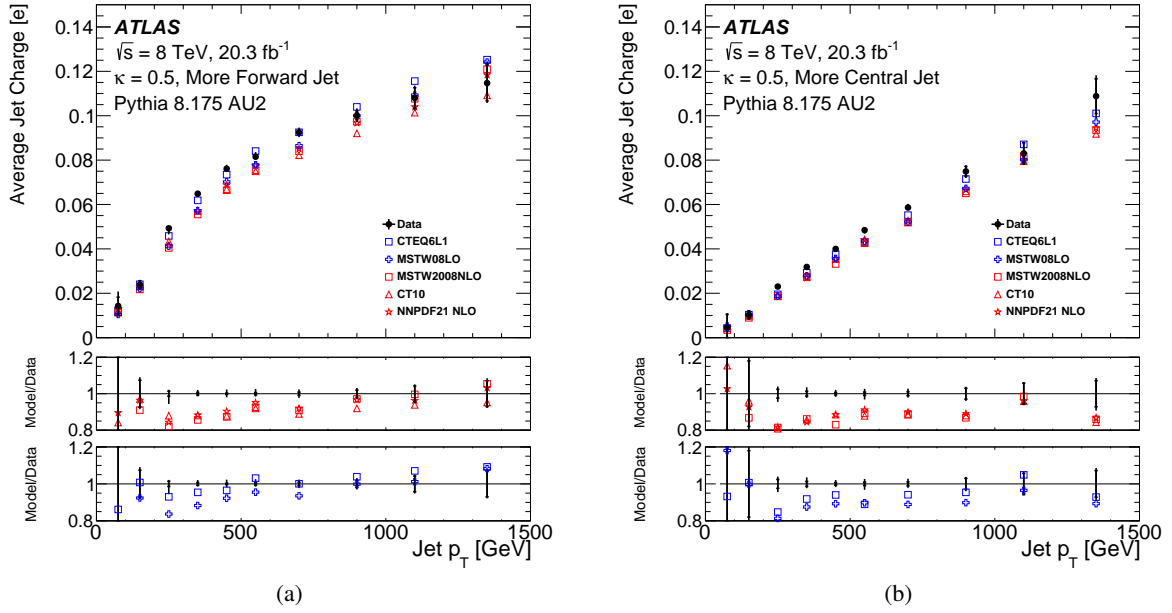 ATLAS
√s = 8 TeV, 20.3 fb⁻¹
κ = 0.5, More Forward Jet
Pythia 8.175 AU2
Average Jet Charge [e]
0.14
0.12
0.1
0.08
0.06
0.04
0.02
0
Data
CTEQ6L1
MSTW08LO
MSTW2008NLO
CT10
NNPDF21 NLO
Model/Data
1.2
1
0.8
Model/Data
1.2
1
0.8
0 500 1000 1500
Jet p_T [GeV]
(a)
ATLAS
√s = 8 TeV, 20.3 fb⁻¹
κ = 0.5, More Central Jet
Pythia 8.175 AU2
Average Jet Charge [e]
0.14
0.12
0.1
0.08
0.06
0.04
0.02
0
Data
CTEQ6L1
MSTW08LO
MSTW2008NLO
CT10
NNPDF21 NLO
Model/Data
1.2
1
0.8
Model/Data
1.2
1
0.8
0 500 1000 1500
Jet p_T [GeV]
(b)